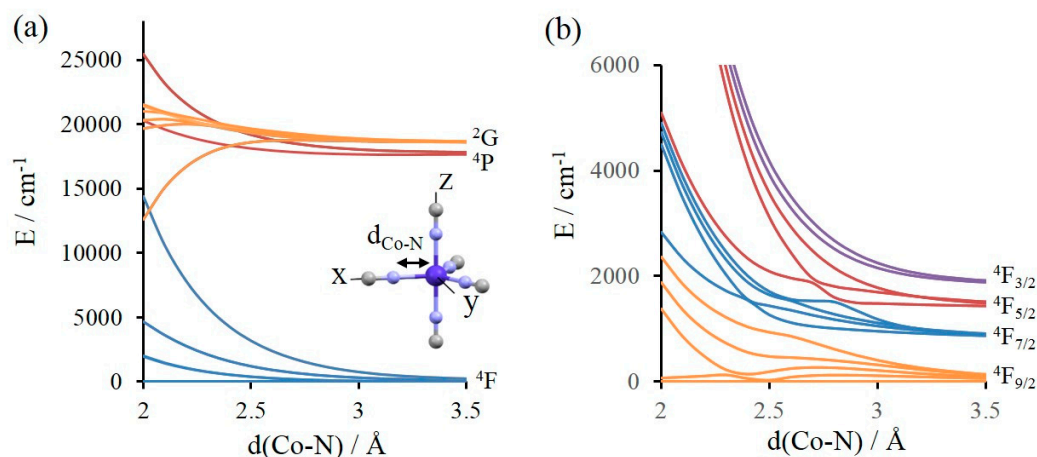 (a)
25000
20000
15000
10000
5000
0
E / cm⁻¹
2
2.5
3
3.5
d(Co-N) / Å
²G
⁴P
⁴F
Z
d_Co-N
X
y
(b)
6000
4000
2000
0
E / cm⁻¹
2
2.5
3
3.5
d(Co-N) / Å
⁴F₃/₂
⁴F₅/₂
⁴F₇/₂
⁴F₉/₂